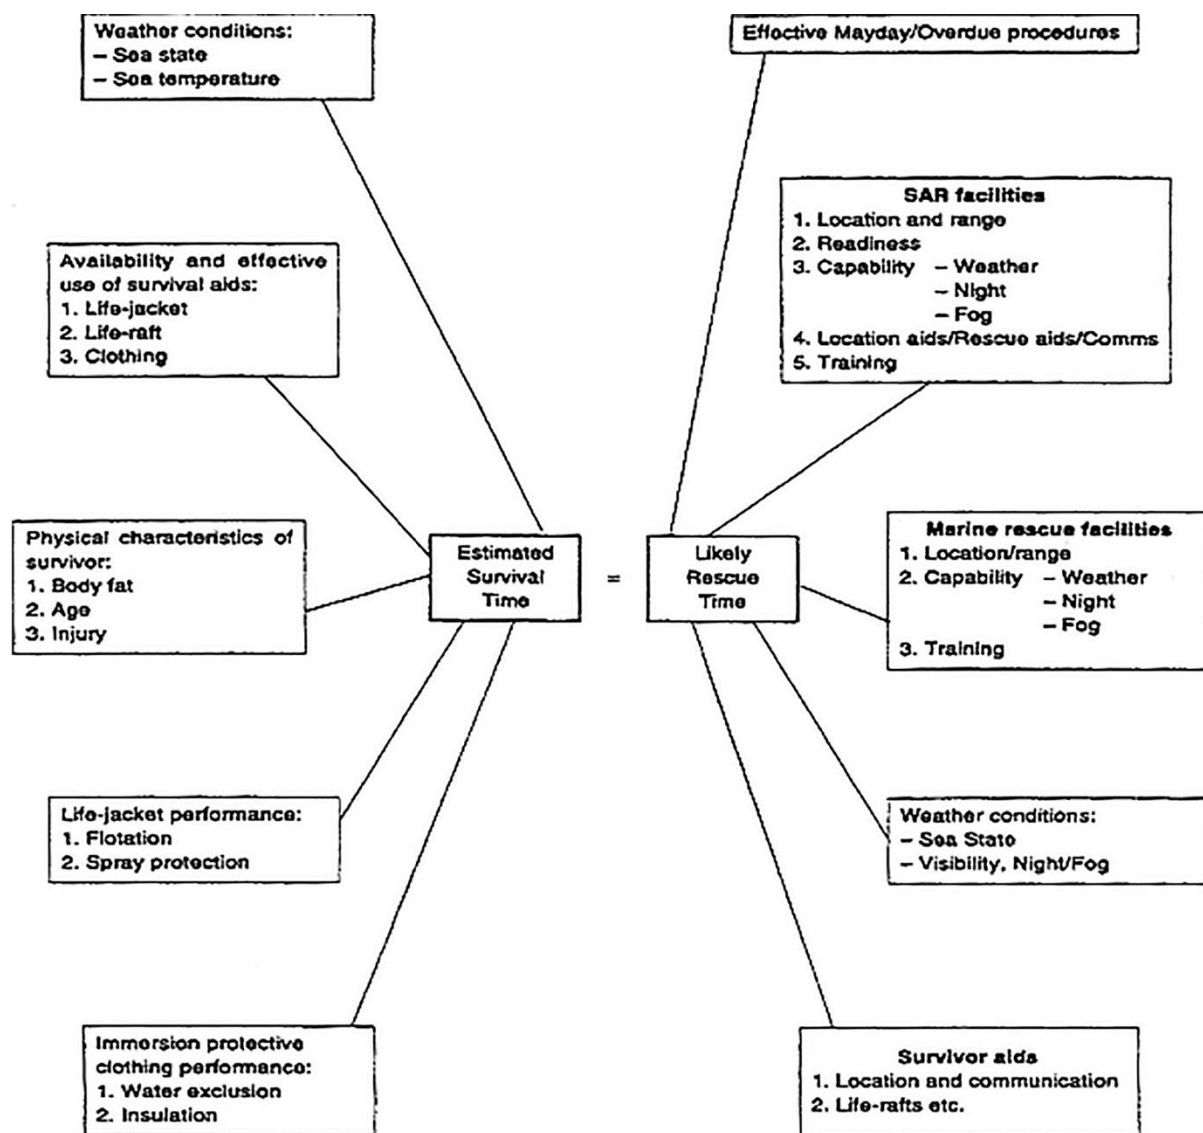 Weather conditions:
– Sea state
– Sea temperature
Availability and effective
use of survival aids:
1. Life-jacket
2. Life-raft
3. Clothing
Physical characteristics of
survivor:
1. Body fat
2. Age
3. Injury
Life-jacket performance:
1. Flotation
2. Spray protection
Immersion protective
clothing performance:
1. Water exclusion
2. Insulation
Estimated
Survival
Time
=
Likely
Rescue
Time
Effective Mayday/Overdue procedures
SAR facilities
1. Location and range
2. Readiness
3. Capability – Weather
– Night
– Fog
4. Location aids/Rescue aids/Comms
5. Training
Marine rescue facilities
1. Location/range
2. Capability – Weather
– Night
– Fog
3. Training
Weather conditions:
– Sea State
– Visibility, Night/Fog
Survivor aids
1. Location and communication
2. Life-rafts etc.